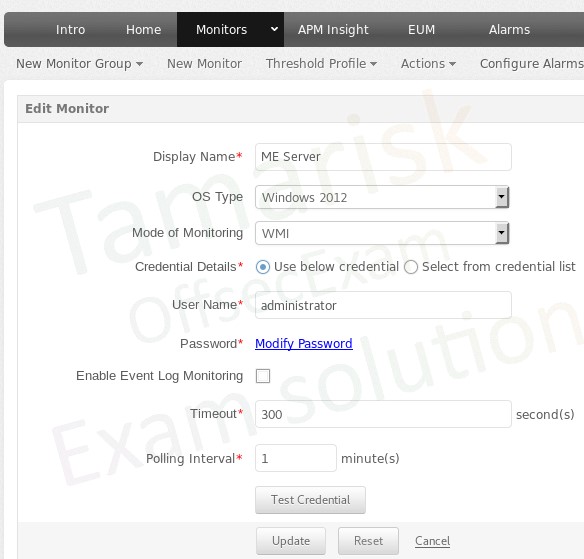 Intro Home Monitors APM Insight EUM Alarms
New Monitor Group New Monitor Threshold Profile Actions Configure Alarms
Edit Monitor
Display Name* ME Server
OS Type Windows 2012
Mode of Monitoring WMI
Credential Details* Use below credential Select from credential list
User Name* administrator
Password* Modify Password
Enable Event Log Monitoring
Timeout* 300 second(s)
Polling Interval* 1 minute(s)
Test Credential
Update Reset Cancel
Tamarisk
OffsecExam
Exam solution